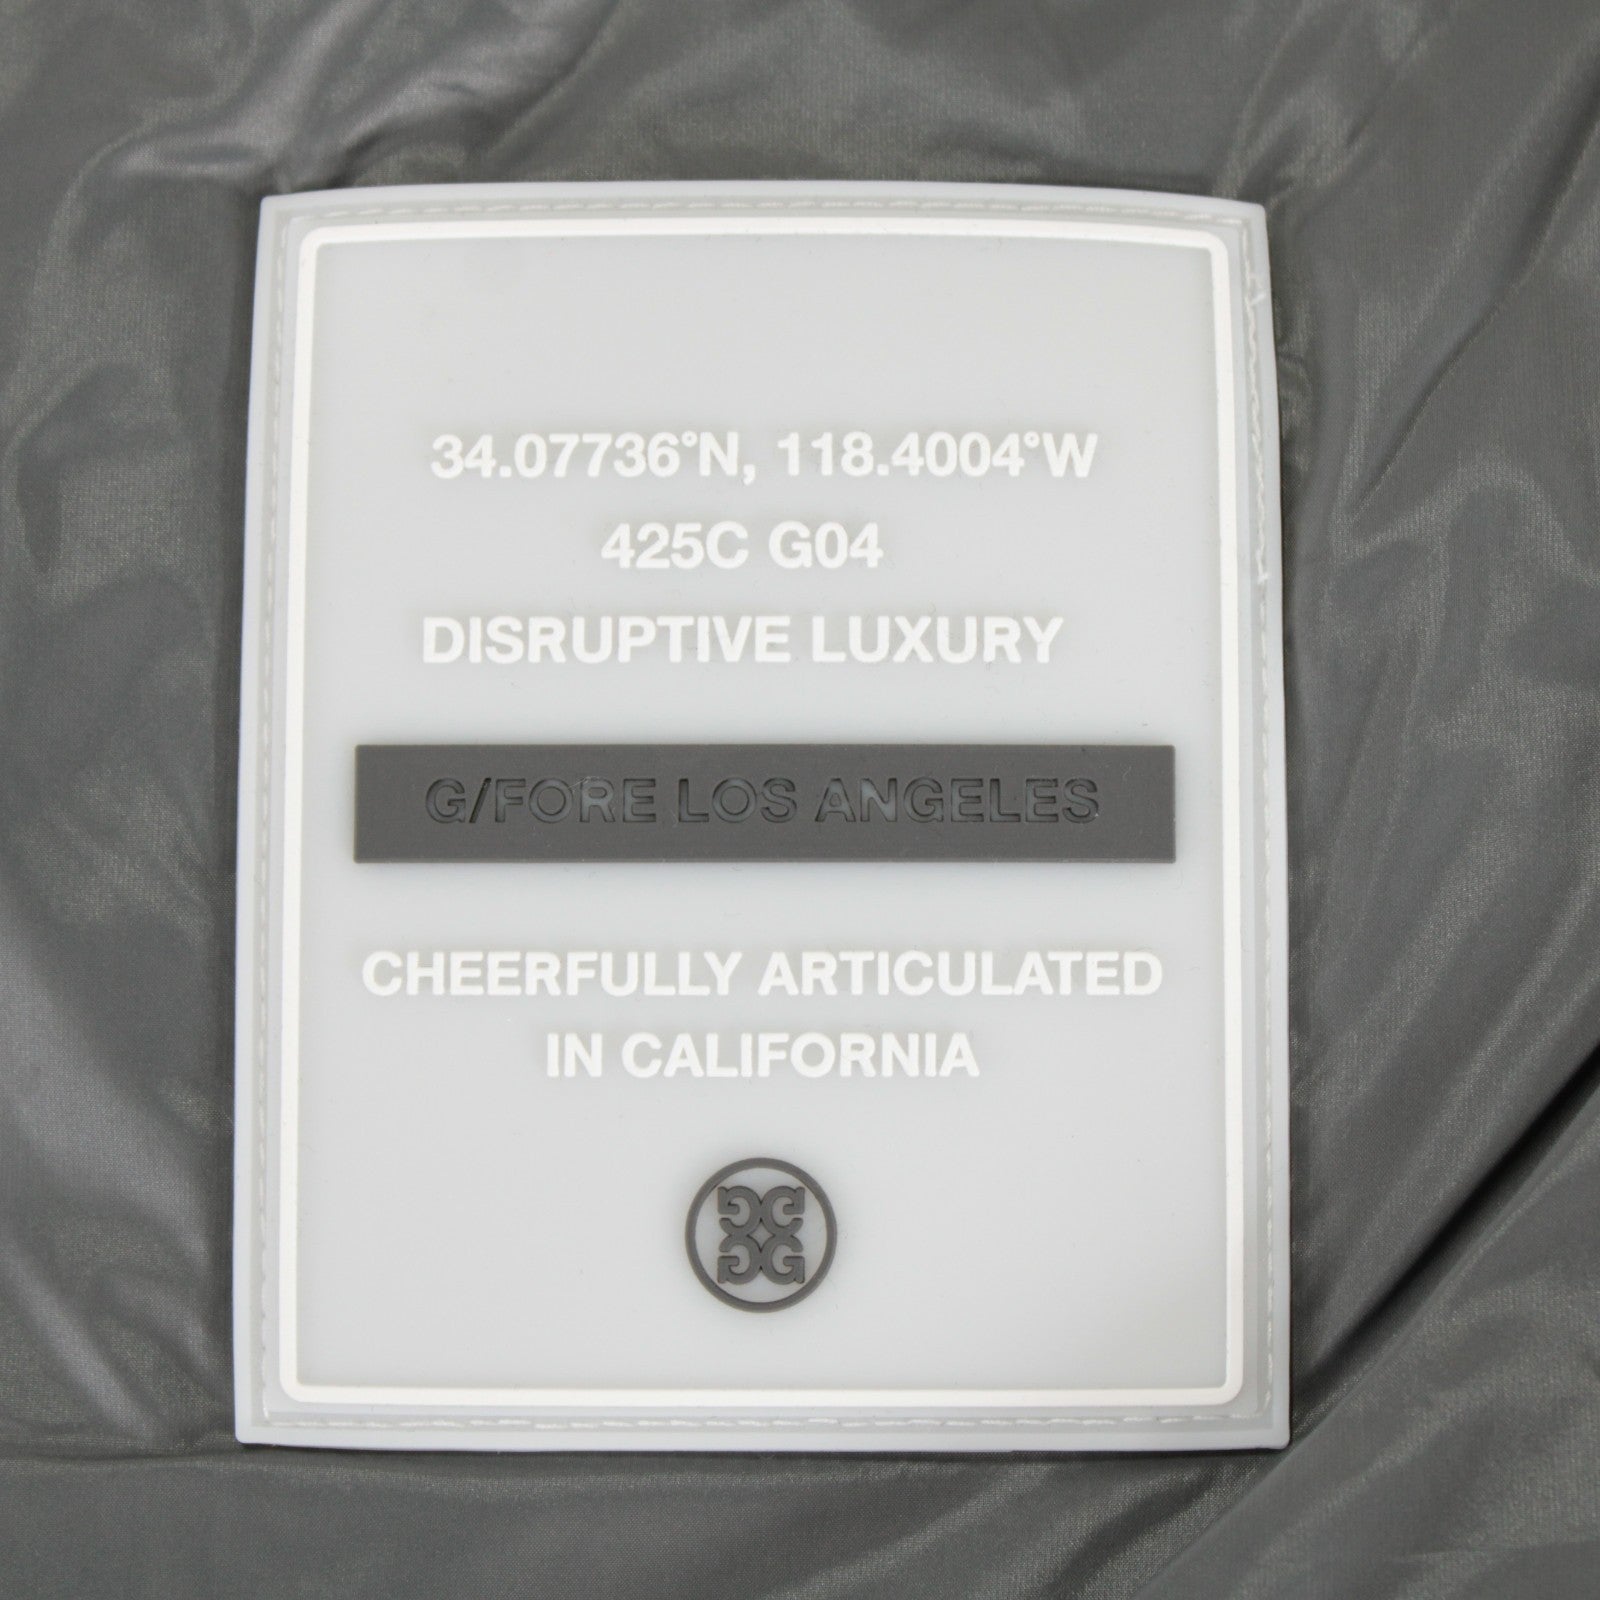 34.07736°N, 118.4004°W
425C G04
DISRUPTIVE LUXURY
G/FORE LOS ANGELES
CHEERFULLY ARTICULATED
IN CALIFORNIA